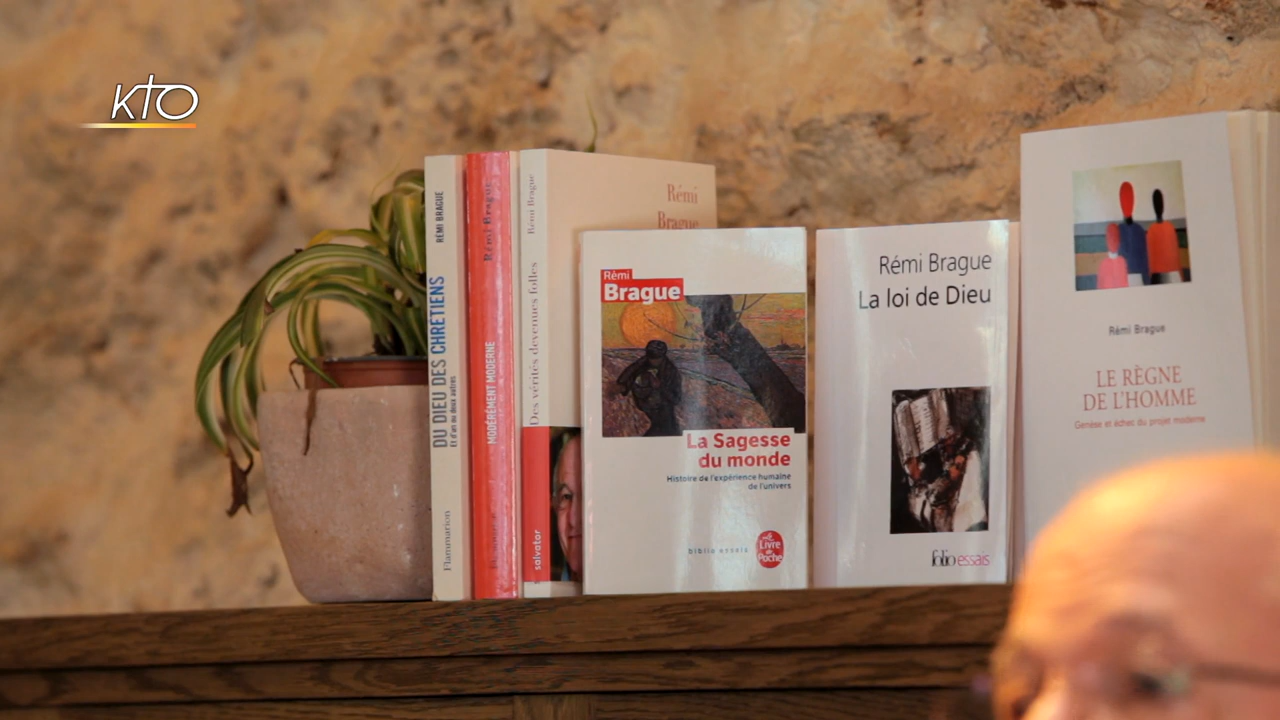 KTO
DU DIEU DES CHRÉTIENS
Et d'un ou deux autres
RÉMI BRAGUE
Flammarion
Rémi Brague
MODÉRÉMENT MODERNE
Rémi Brague
Des vérités devenues folles
salvator
Rémi
Brague
Rémi
Brague
La Sagesse
du monde
Histoire de l'expérience humaine
de l'univers
biblio essais
Le
Livre
de
Poche
Rémi Brague
La loi de Dieu
folio essais
Rémi Brague
LE RÈGNE
DE L'HOMME
Genèse et échec du projet moderne